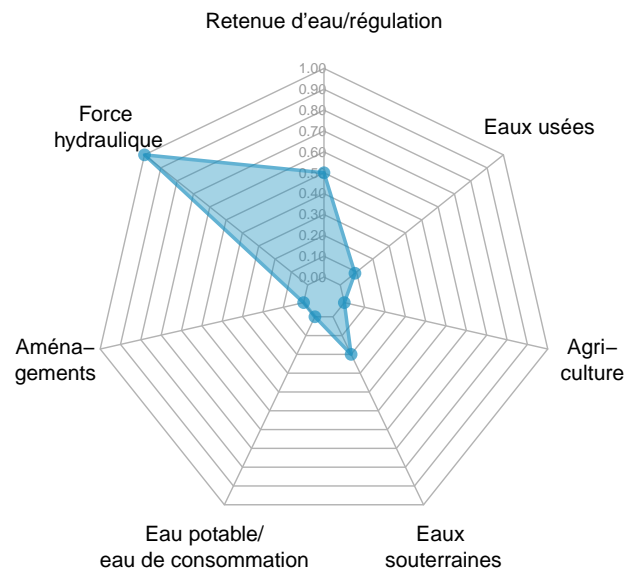 Retenue d’eau/régulation
1.00
0.90
0.80
0.70
0.60
0.50
0.40
0.30
0.20
0.10
0.00
Force
hydraulique
Eaux usées
Aména–
gements
Agri–
culture
Eau potable/
eau de consommation
Eaux
souterraines